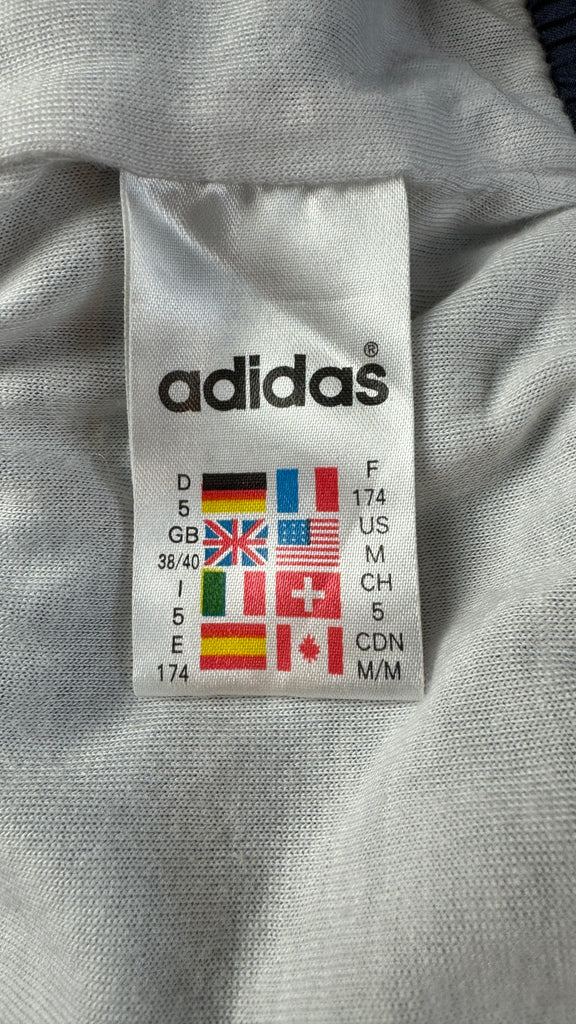 adidas®
D F
5 174
GB US
38/40 M
I CH
5 5
E CDN
174 M/M